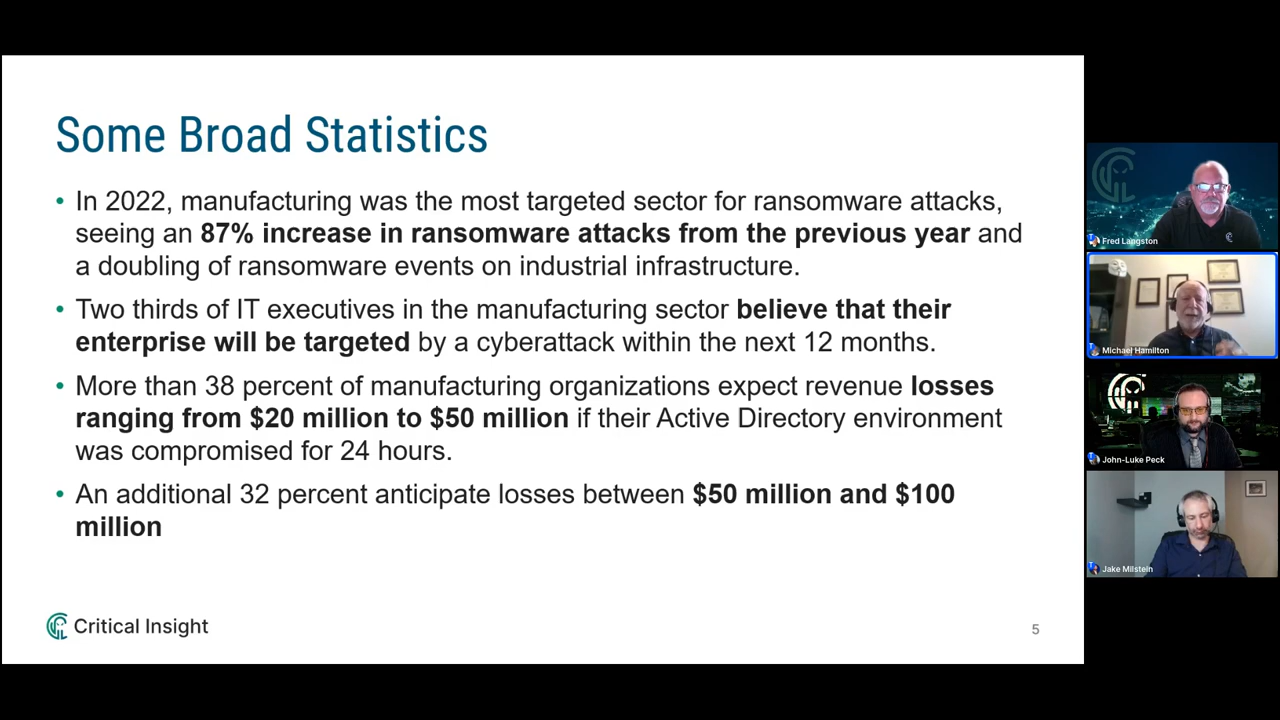 Some Broad Statistics
• In 2022, manufacturing was the most targeted sector for ransomware attacks,
seeing an 87% increase in ransomware attacks from the previous year and
a doubling of ransomware events on industrial infrastructure.
• Two thirds of IT executives in the manufacturing sector believe that their
enterprise will be targeted by a cyberattack within the next 12 months.
• More than 38 percent of manufacturing organizations expect revenue losses
ranging from $20 million to $50 million if their Active Directory environment
was compromised for 24 hours.
• An additional 32 percent anticipate losses between $50 million and $100
million
Critical Insight
5
Fred Langston
Michael Hamilton
John-Luke Peck
Jake Milstein